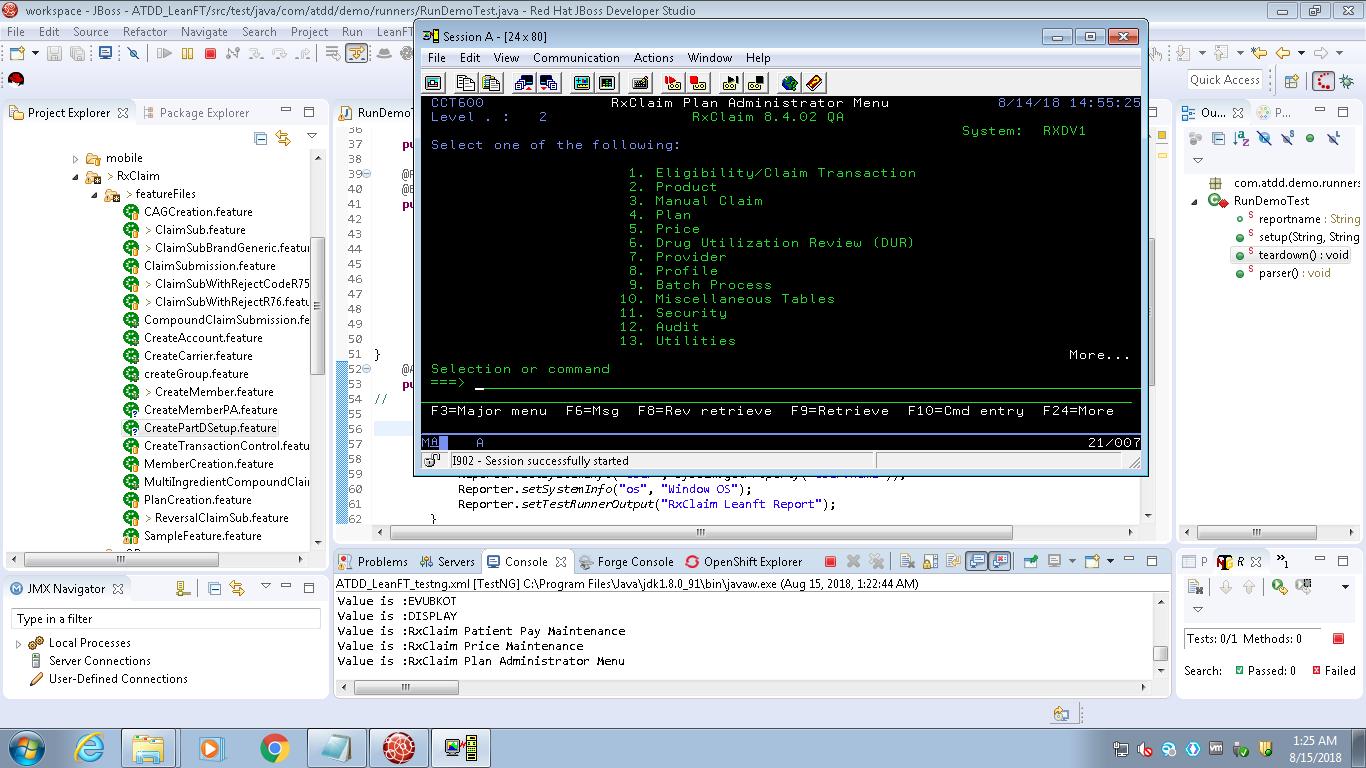 workspace - JBoss - ATDD_LeanFT/src/test/java/com/atdd/demo/runners/RunDemoTest.java - Red Hat JBoss Developer Studio
File Edit Source Refactor Navigate Search Project Run LeanFT
Quick Access
Project Explorer
Package Explorer
mobile
> RxClaim
> featureFiles
CAGCreation.feature
> ClaimSub.feature
> ClaimSubBrandGeneric.featur
ClaimSubmission.feature
> ClaimSubWithRejectCodeR75
> ClaimSubWithRejectR76.featu
CompoundClaimSubmission.fe
CreateAccount.feature
CreateCarrier.feature
createGroup.feature
> CreateMember.feature
CreateMemberPA.feature
CreatePartDSetup.feature
CreateTransactionControl.featur
MemberCreation.feature
MultiIngredientCompoundClai
PlanCreation.feature
> ReversalClaimSub.feature
SampleFeature.feature
JMX Navigator
Type in a filter
Local Processes
Server Connections
User-Defined Connections
RunDemo
36
37 pu
38
39 @P
40 @B
41 pu
42
43
44
45
46
47
48
49
50
51 }
52 @A
53 pu
54 //
55
56
57
58
59
60 Reporter.setSystemInfo("os", "Window OS");
61 Reporter.setTestRunnerOutput("RxClaim Leanft Report");
62 }
Session A - [24 x 80]
File Edit View Communication Actions Window Help
CCT600 RxClaim Plan Administrator Menu 8/14/18 14:55:25
Level . : 2 RxClaim 8.4.02 QA
System: RXDV1
Select one of the following:
1. Eligibility/Claim Transaction
2. Product
3. Manual Claim
4. Plan
5. Price
6. Drug Utilization Review (DUR)
7. Provider
8. Profile
9. Batch Process
10. Miscellaneous Tables
11. Security
12. Audit
13. Utilities
More...
Selection or command
===>
F3=Major menu F6=Msg F8=Rev retrieve F9=Retrieve F10=Cmd entry F24=More
MA A 21/007
I902 - Session successfully started
Ou...
P...
com.atdd.demo.runners
RunDemoTest
reportname : String
setup(String, String
teardown() : void
parser() : void
Problems Servers Console Forge Console OpenShift Explorer
ATDD_LeanFT_testng.xml [TestNG] C:\Program Files\Java\jdk1.8.0_91\bin\javaw.exe (Aug 15, 2018, 1:22:44 AM)
Value is :EVUBKOT
Value is :DISPLAY
Value is :RxClaim Patient Pay Maintenance
Value is :RxClaim Price Maintenance
Value is :RxClaim Plan Administrator Menu
P R »1
Tests: 0/1 Methods: 0
Search: Passed: 0 Failed
1:25 AM
8/15/2018